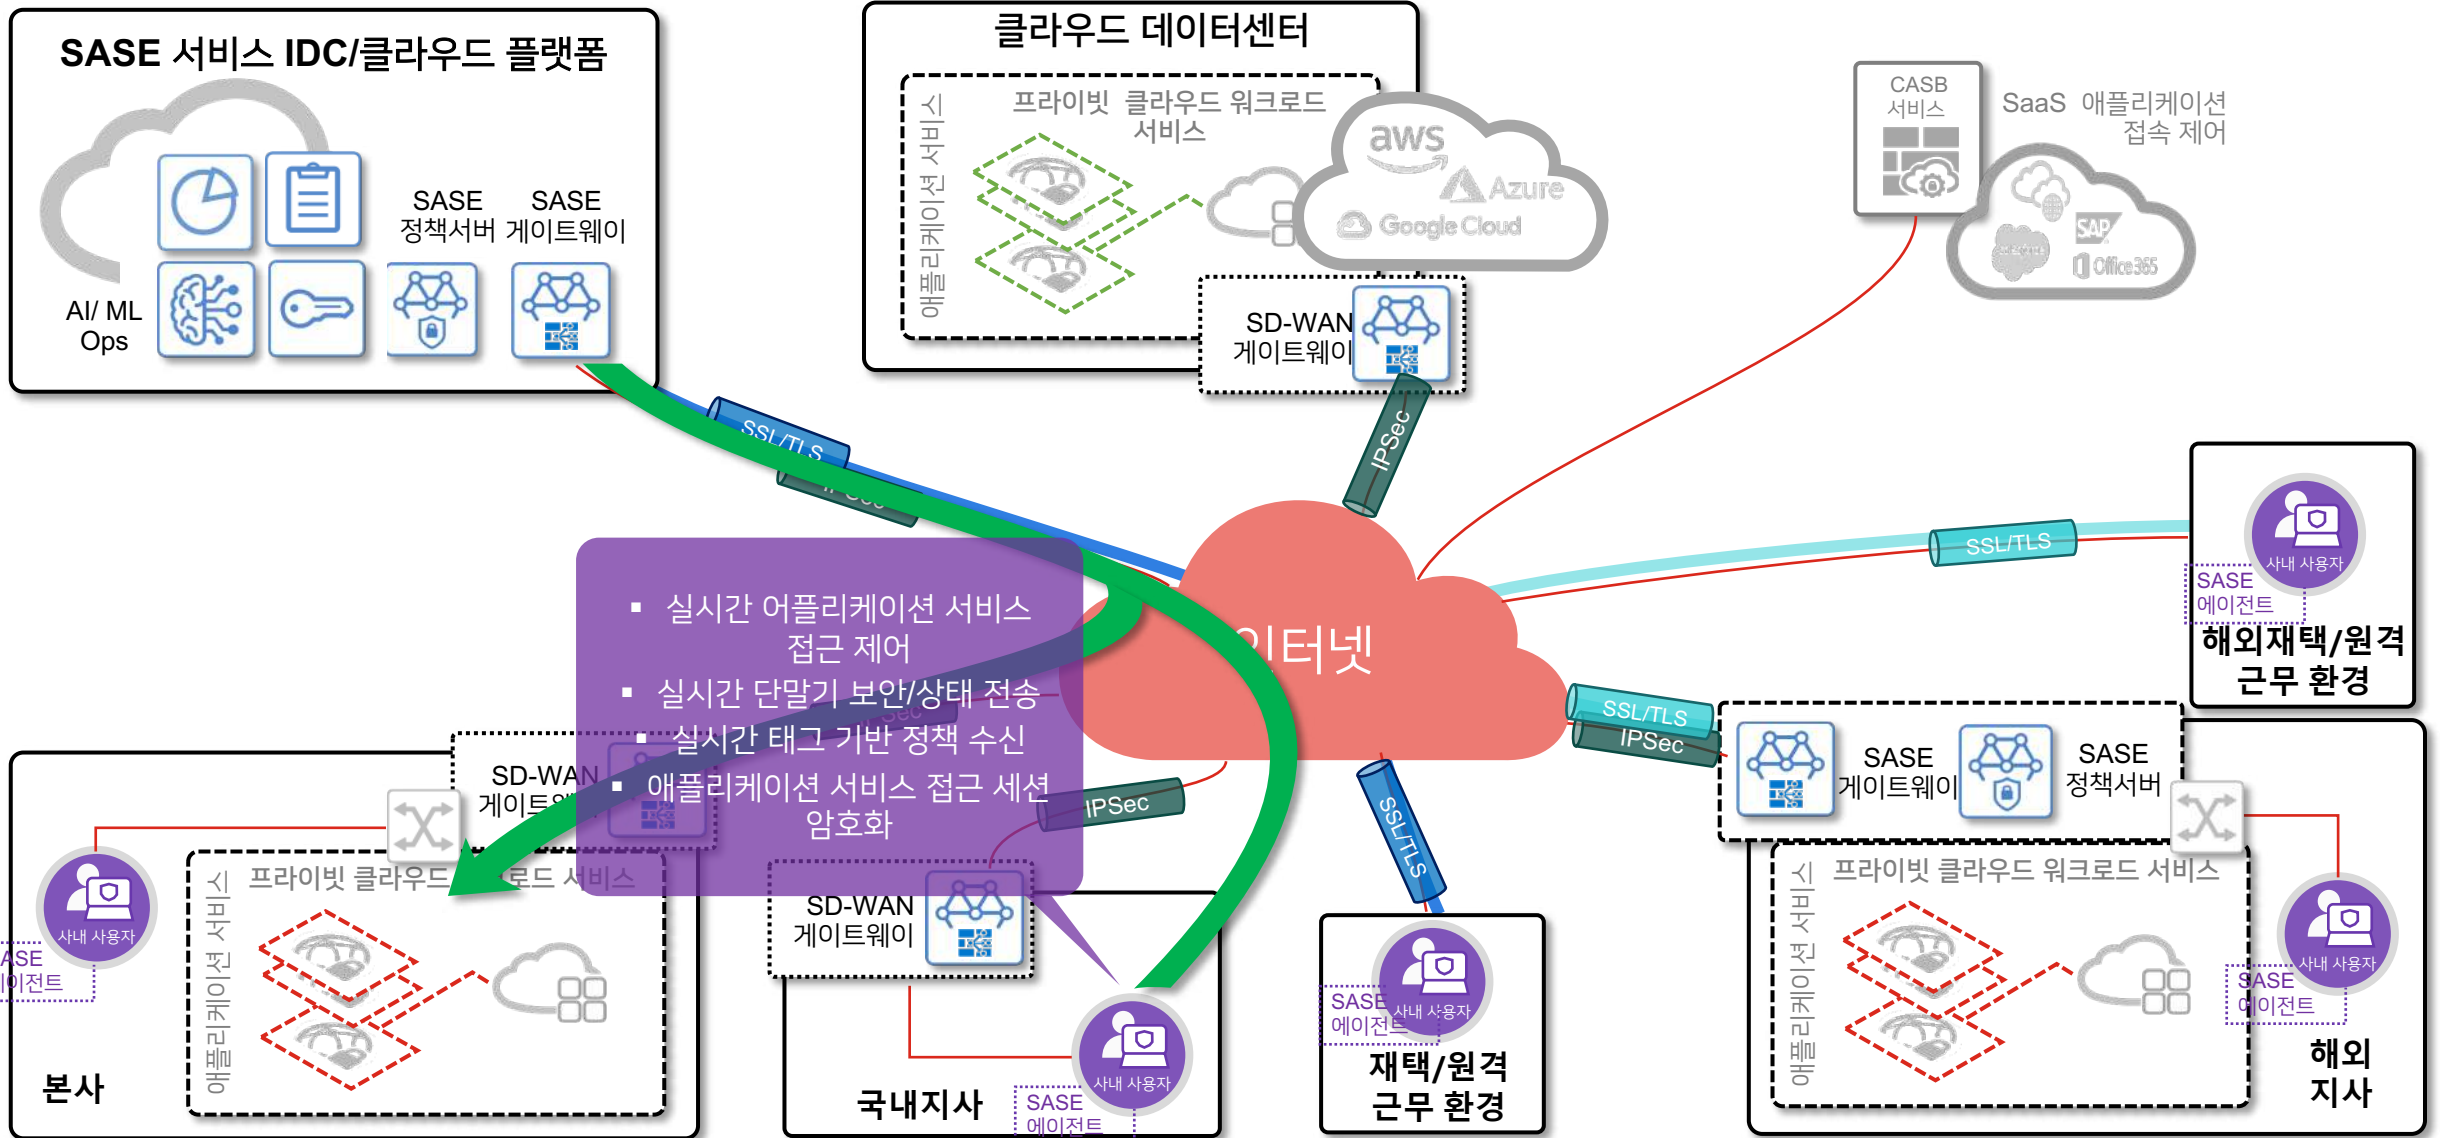 SASE 서비스 IDC/클라우드 플랫폼
SASE
정책서버
SASE
게이트웨이
AI/ ML
Ops
클라우드 데이터센터
프라이빗 클라우드 워크로드
서비스
애플리케이션 서비스
aws
Azure
Google Cloud
SD-WAN
게이트웨이
CASB
서비스
SaaS 애플리케이션
접속 제어
SAP
Office 365
SSL/TLS
IPSec
IPSec
SSL/TLS
사내 사용자
SASE
에이전트
해외재택/원격
근무 환경
인터넷
▪ 실시간 어플리케이션 서비스
접근 제어
▪ 실시간 단말기 보안/상태 전송
▪ 실시간 태그 기반 정책 수신
▪ 애플리케이션 서비스 접근 세션
암호화
IPSec
SSL/TLS
IPSec
SSL/TLS
IPSec
SD-WAN
게이트웨이
사내 사용자
SASE
에이전트
프라이빗 클라우드 워크로드 서비스
애플리케이션 서비스
본사
SD-WAN
게이트웨이
사내 사용자
SASE
에이전트
국내지사
사내 사용자
SASE
에이전트
재택/원격
근무 환경
SASE
게이트웨이
SASE
정책서버
프라이빗 클라우드 워크로드 서비스
애플리케이션 서비스
사내 사용자
SASE
에이전트
해외
지사